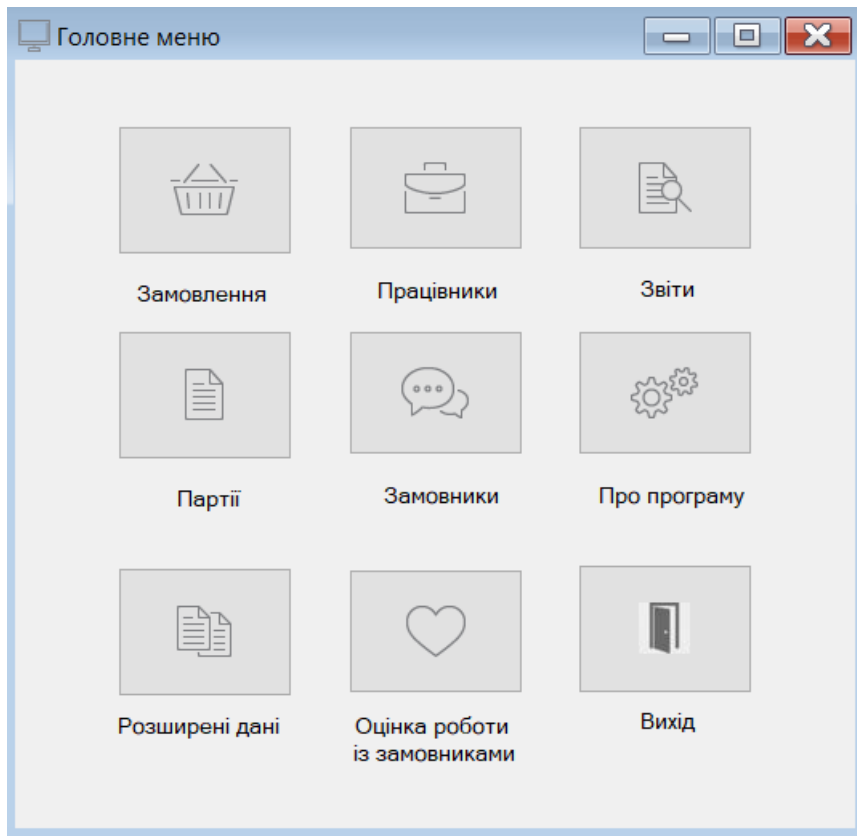 Головне меню
Замовлення
Працівники
Звіти
Партії
Замовники
Про програму
Розширені дані
Оцінка роботи
із замовниками
Вихід